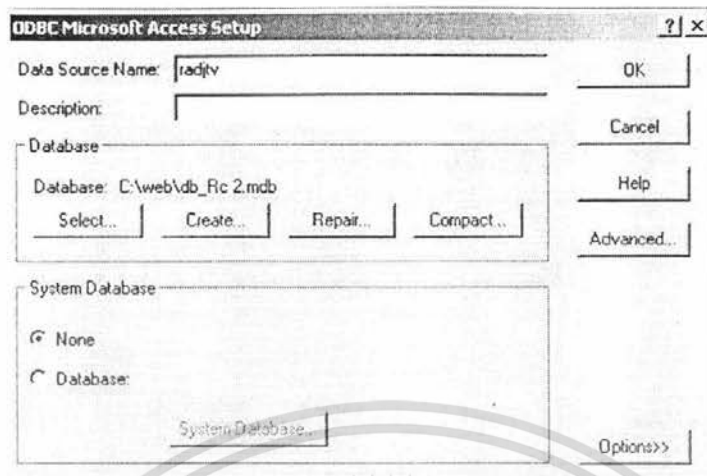 ODBC Microsoft Access Setup
Data Source Name: radjtv
OK
Description:
Cancel
Database
Database: C:\web\db_Rc 2.mdb
Help
Select... Create... Repair... Compact...
Advanced...
System Database
None
Database:
System Database...
Options>>